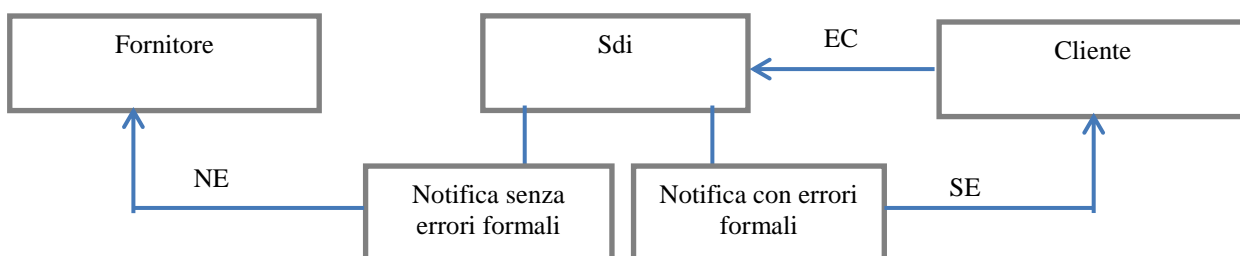 Fornitore
Sdi
EC
Cliente
NE
Notifica senza
errori formali
Notifica con errori
formali
SE